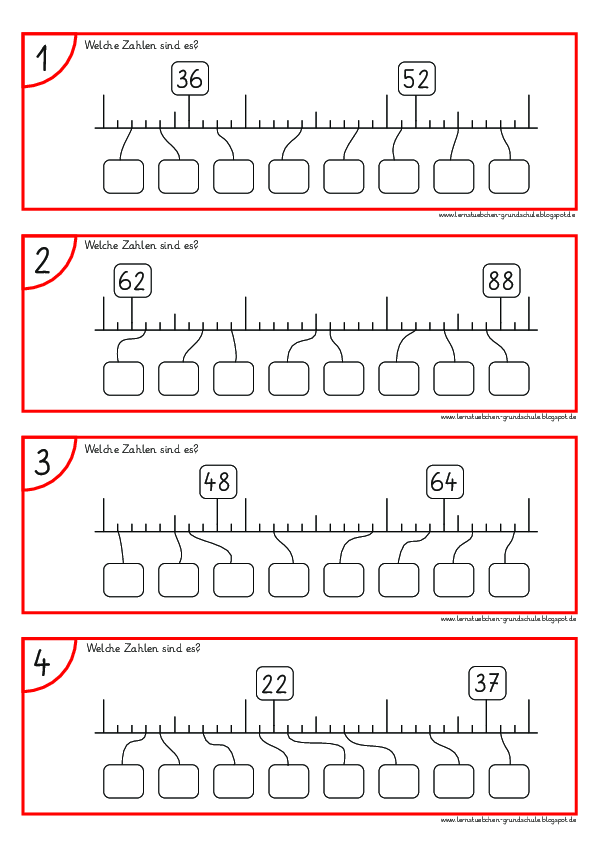 1
Welche Zahlen sind es?
36
52
www.lernstuebchen-grundschule.blogspot.de
2
Welche Zahlen sind es?
62
88
www.lernstuebchen-grundschule.blogspot.de
3
Welche Zahlen sind es?
48
64
www.lernstuebchen-grundschule.blogspot.de
4
Welche Zahlen sind es?
22
37
www.lernstuebchen-grundschule.blogspot.de